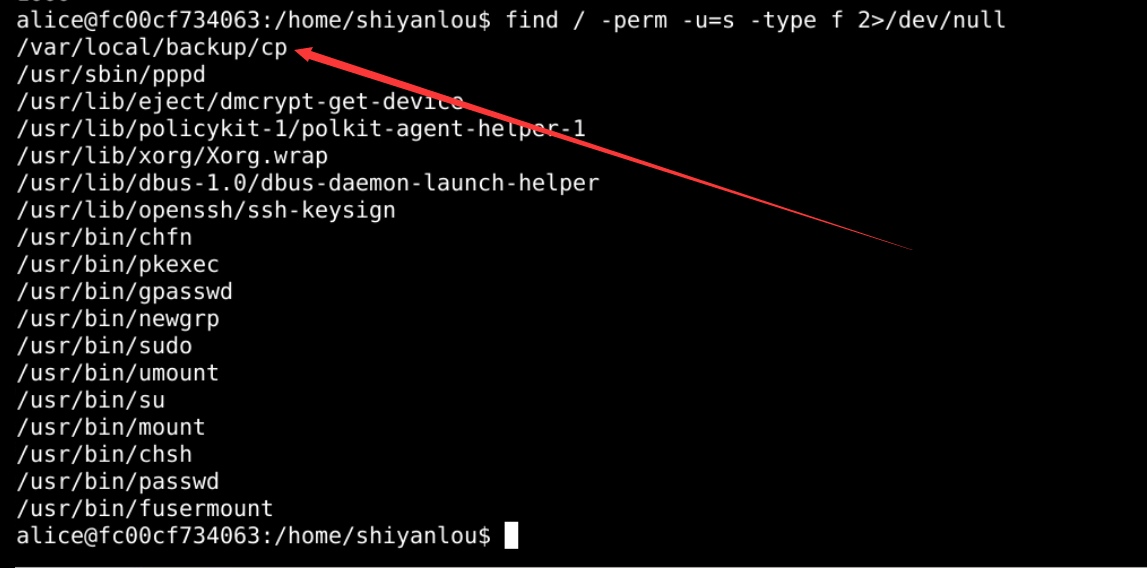 alice@fc00cf734063:/home/shiyanlou$ find / -perm -u=s -type f 2>/dev/null
/var/local/backup/cp
/usr/sbin/pppd
/usr/lib/eject/dmcrypt-get-device
/usr/lib/policykit-1/polkit-agent-helper-1
/usr/lib/xorg/Xorg.wrap
/usr/lib/dbus-1.0/dbus-daemon-launch-helper
/usr/lib/openssh/ssh-keysign
/usr/bin/chfn
/usr/bin/pkexec
/usr/bin/gpasswd
/usr/bin/newgrp
/usr/bin/sudo
/usr/bin/umount
/usr/bin/su
/usr/bin/mount
/usr/bin/chsh
/usr/bin/passwd
/usr/bin/fusermount
alice@fc00cf734063:/home/shiyanlou$